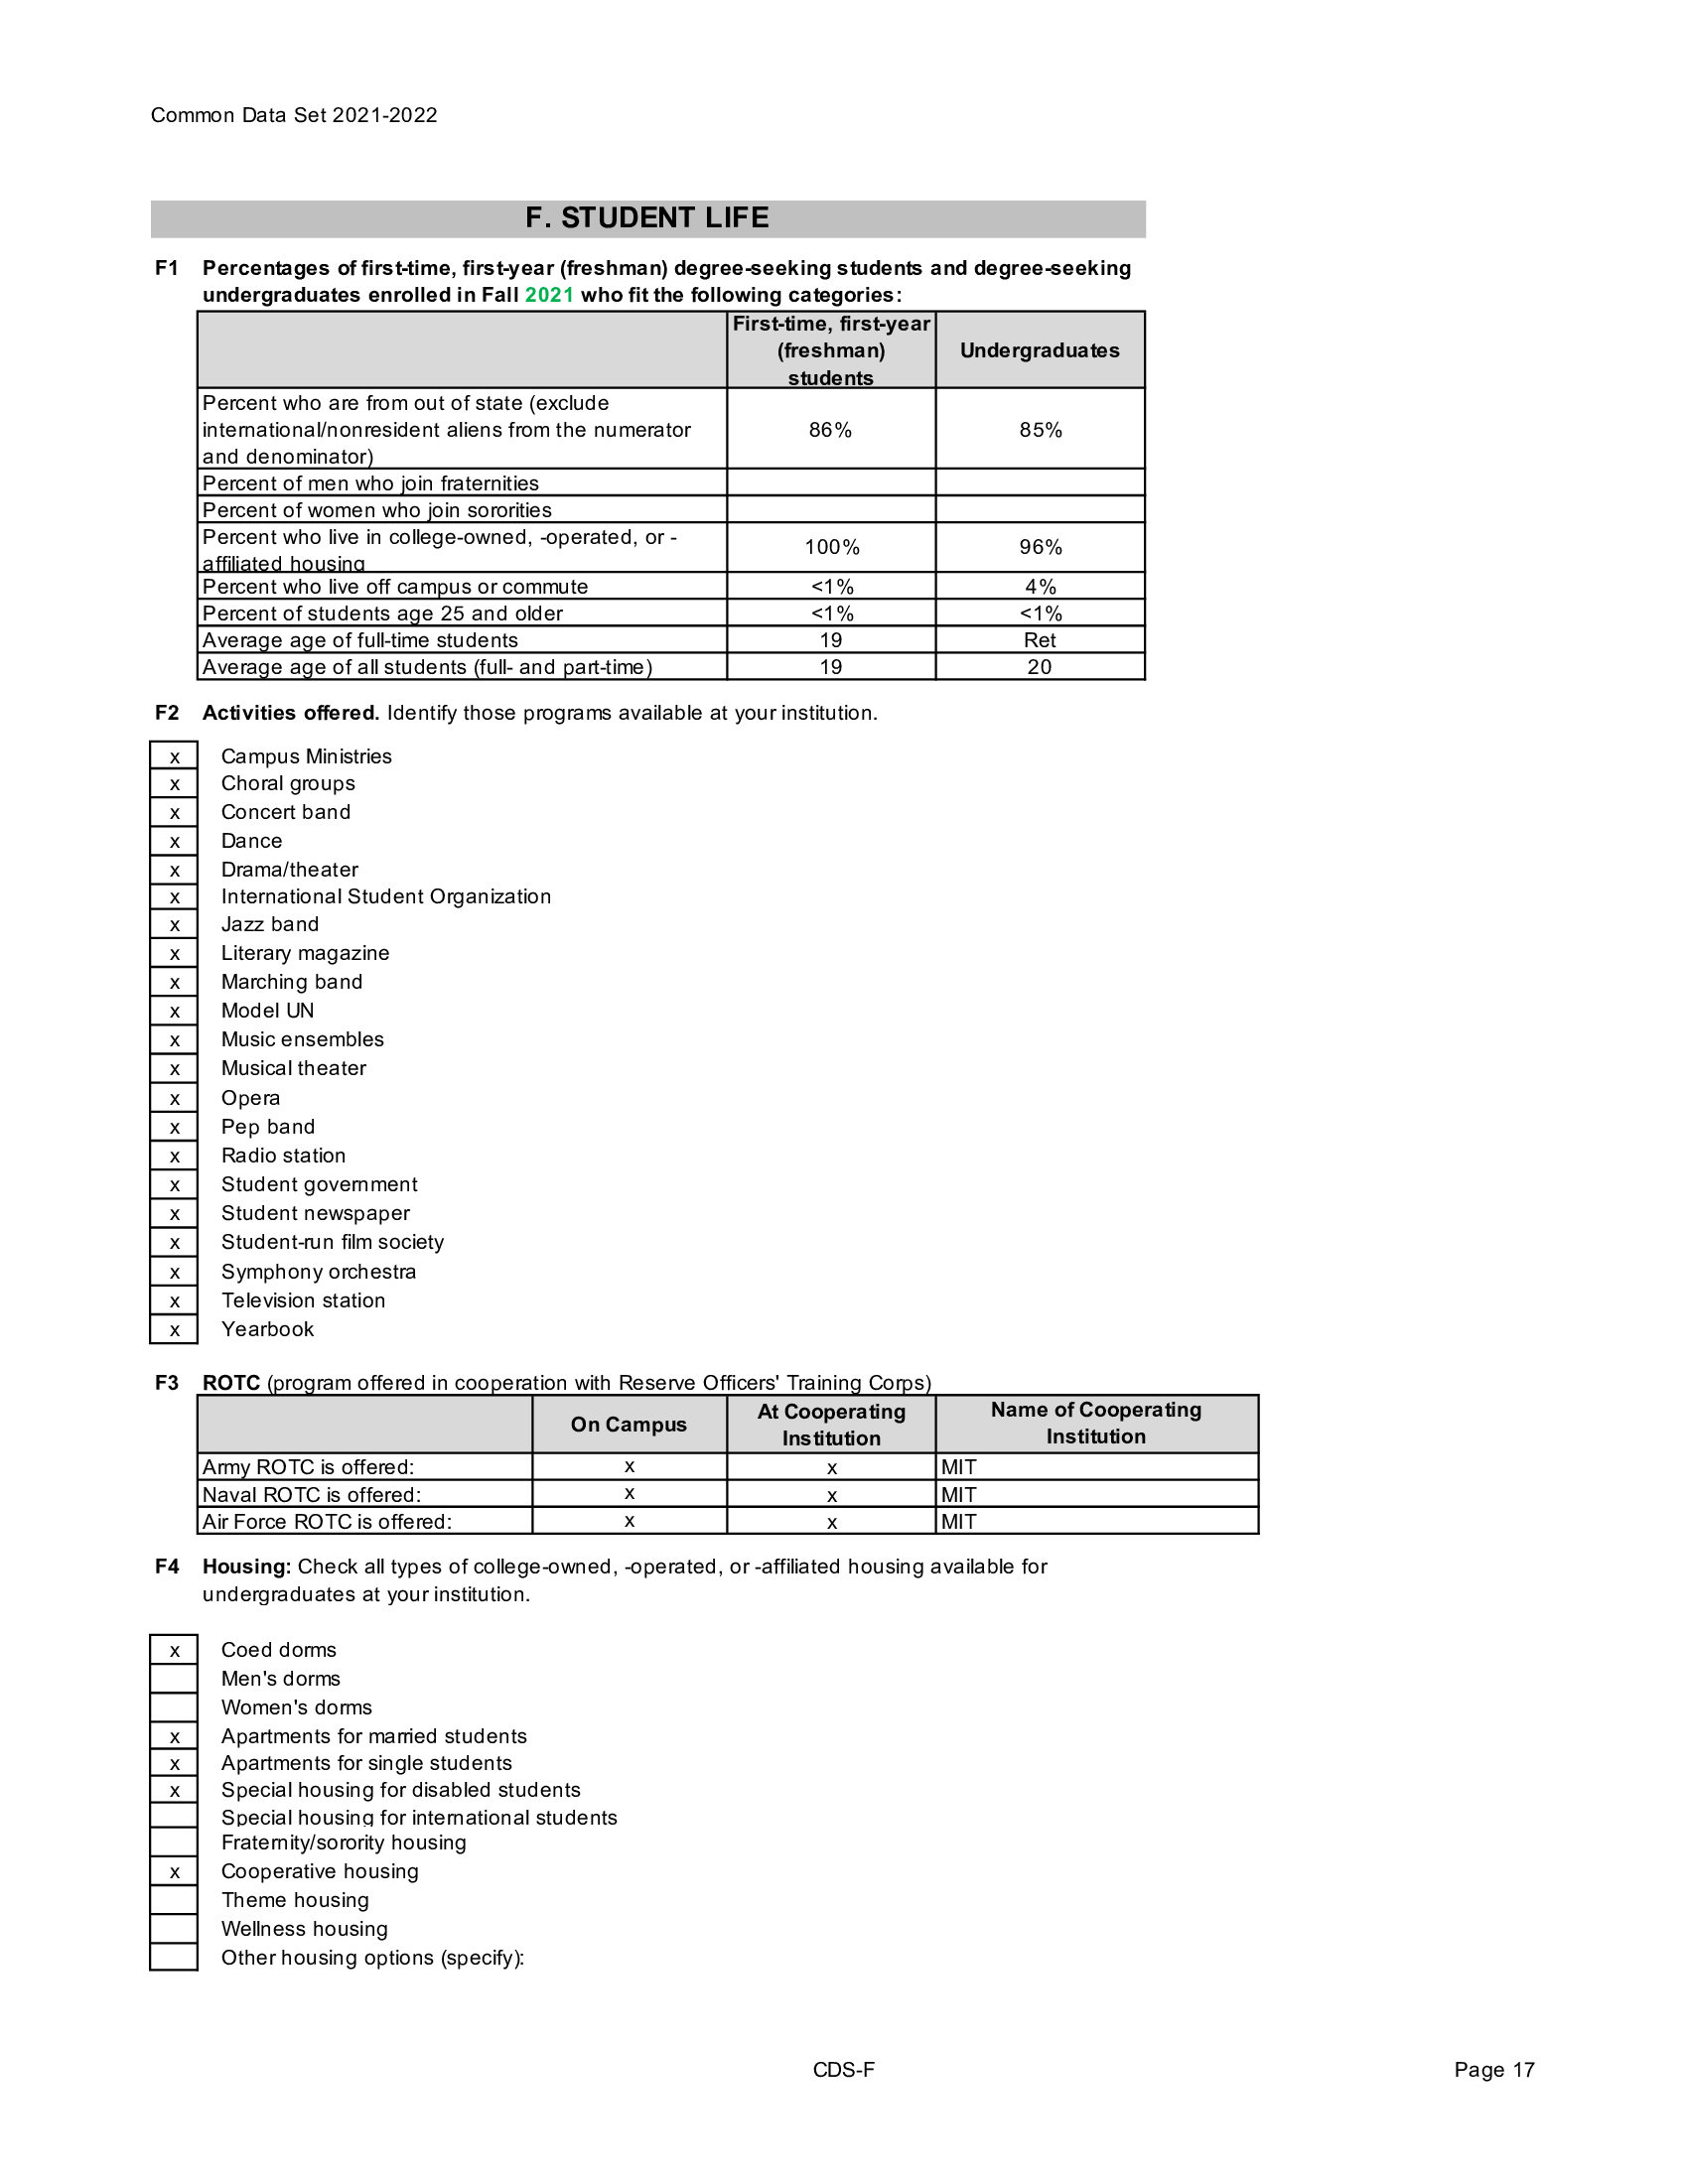 Common Data Set 2021-2022
F. STUDENT LIFE
F1 Percentages of first-time, first-year (freshman) degree-seeking students and degree-seeking
undergraduates enrolled in Fall 2021 who fit the following categories:
First-time, first-year
(freshman)
students
Undergraduates
Percent who are from out of state (exclude
international/nonresident aliens from the numerator
and denominator)
86% 85%
Percent of men who join fraternities
Percent of women who join sororities
Percent who live in college-owned, -operated, or -
affiliated housing
100% 96%
Percent who live off campus or commute <1% 4%
Percent of students age 25 and older <1% <1%
Average age of full-time students 19 Ret
Average age of all students (full- and part-time) 19 20
F2 Activities offered. Identify those programs available at your institution.
x Campus Ministries
x Choral groups
x Concert band
x Dance
x Drama/theater
x International Student Organization
x Jazz band
x Literary magazine
x Marching band
x Model UN
x Music ensembles
x Musical theater
x Opera
x Pep band
x Radio station
x Student government
x Student newspaper
x Student-run film society
x Symphony orchestra
x Television station
x Yearbook
F3 ROTC (program offered in cooperation with Reserve Officers' Training Corps)
On Campus
At Cooperating
Institution
Name of Cooperating
Institution
Army ROTC is offered: x x MIT
Naval ROTC is offered: x x MIT
Air Force ROTC is offered: x x MIT
F4 Housing: Check all types of college-owned, -operated, or -affiliated housing available for
undergraduates at your institution.
x Coed dorms
Men's dorms
Women's dorms
x Apartments for married students
x Apartments for single students
x Special housing for disabled students
Special housing for international students
Fraternity/sorority housing
x Cooperative housing
Theme housing
Wellness housing
Other housing options (specify):
CDS-F
Page 17